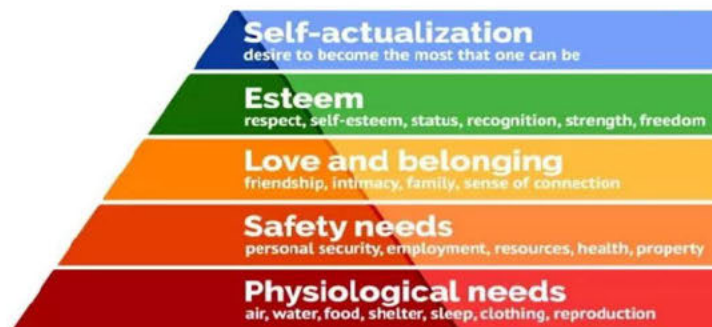 Self-actualization
desire to become the most that one can be
Esteem
respect, self-esteem, status, recognition, strength, freedom
Love and belonging
friendship, intimacy, family, sense of connection
Safety needs
personal security, employment, resources, health, property
Physiological needs
air, water, food, shelter, sleep, clothing, reproduction